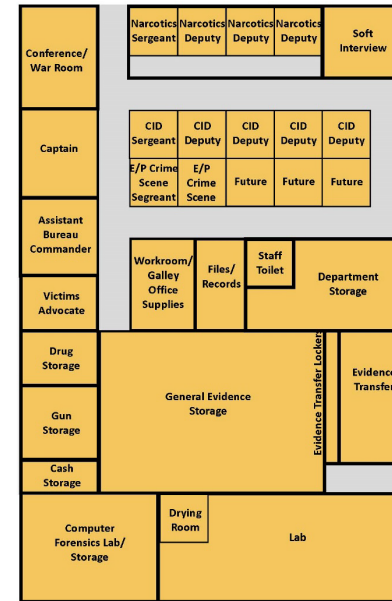 Conference/
War Room
Narcotics
Sergeant
Narcotics
Deputy
Narcotics
Deputy
Narcotics
Deputy
Soft
Interview
Captain
CID
Sergeant
CID
Deputy
CID
Deputy
CID
Deputy
CID
Deputy
E/P Crime
Scene
Segreant
E/P
Crime
Scene
Future
Future
Future
Assistant
Bureau
Commander
Workroom/
Galley
Office
Supplies
Files/
Records
Staff
Toilet
Department
Storage
Victims
Advocate
Drug
Storage
General Evidence
Storage
Evidence Transfer Lockers
Evidence
Transfer
Gun
Storage
Cash
Storage
Computer
Forensics Lab/
Storage
Drying
Room
Lab